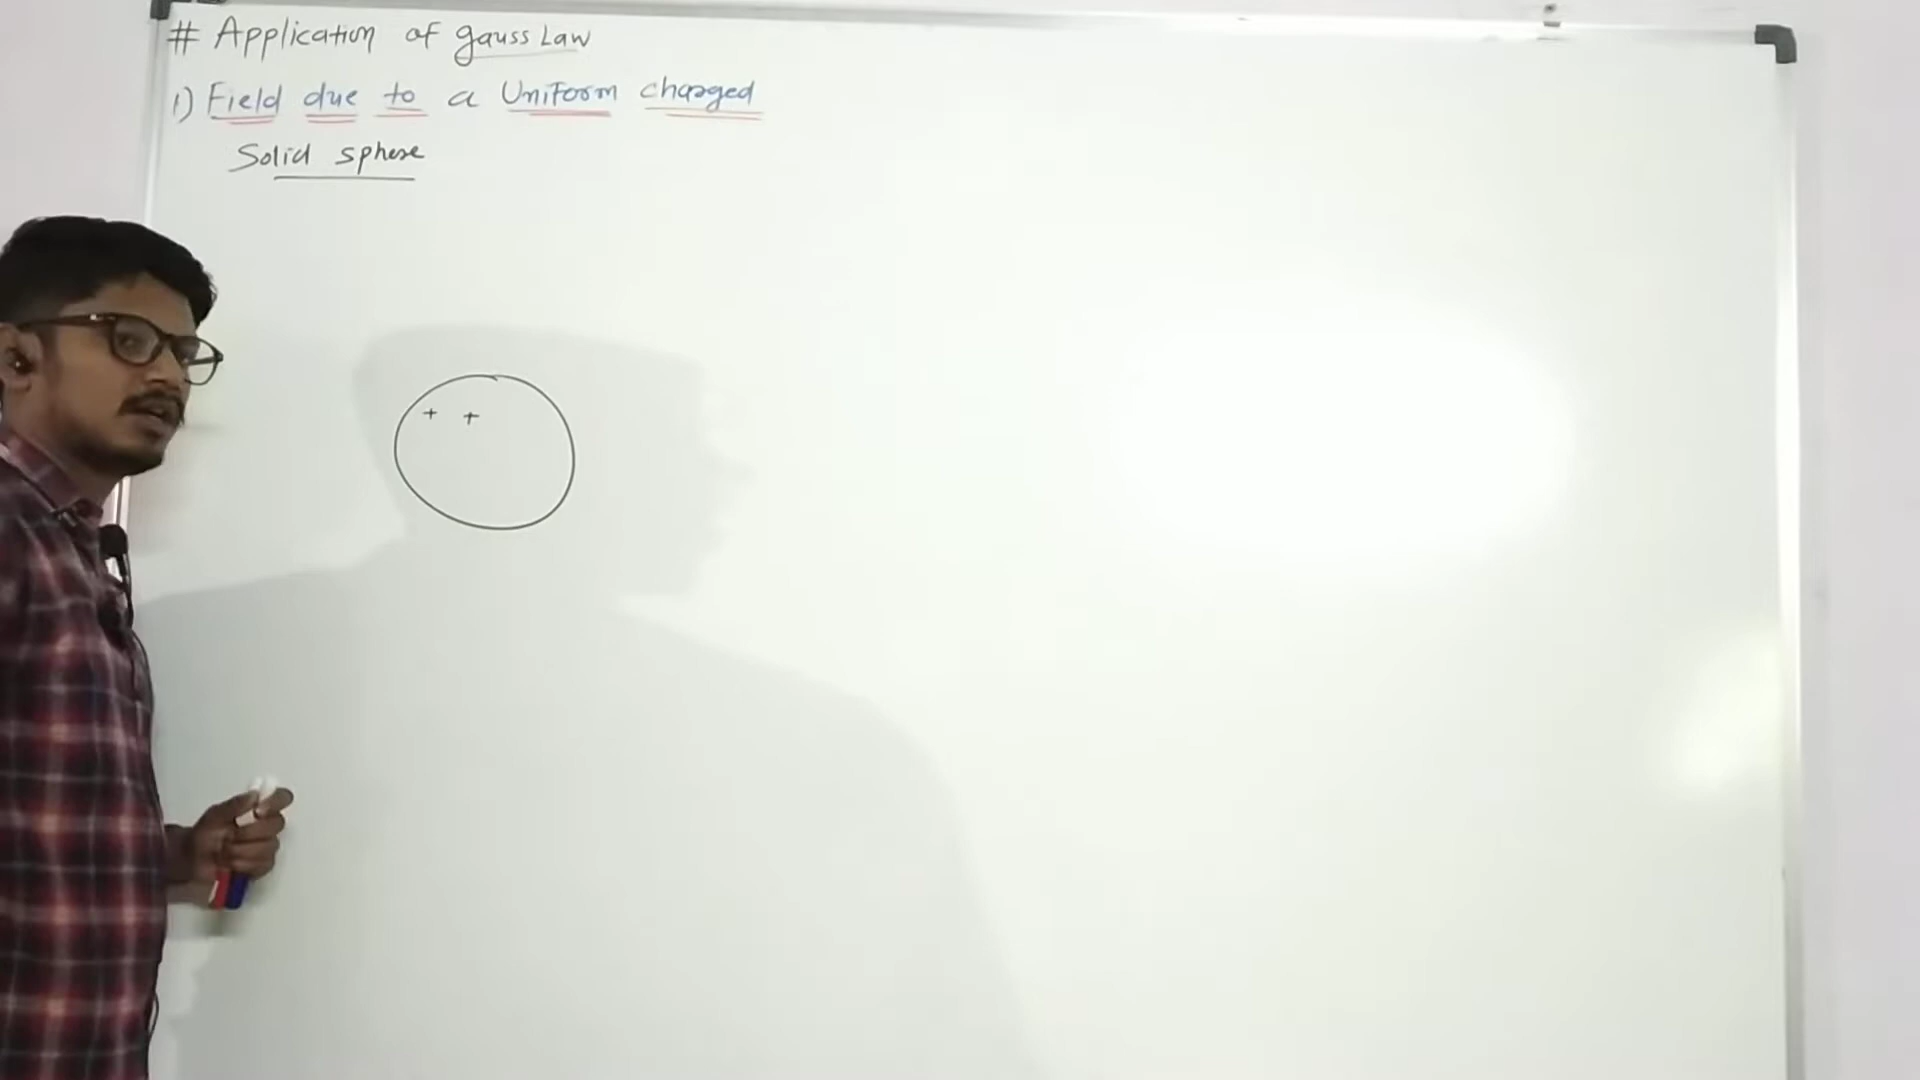 # Application of gauss Law
1) Field due to a Uniform charged
Solid sphere
+ +